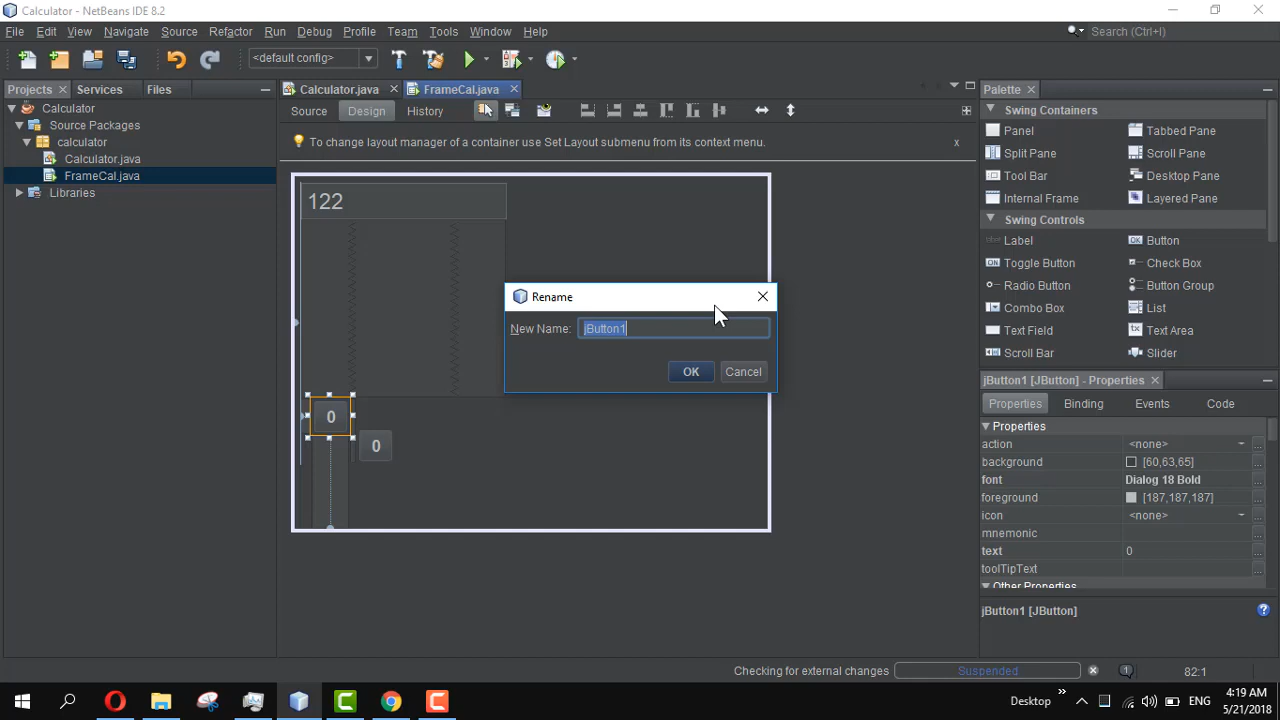 Calculator - NetBeans IDE 8.2
File Edit View Navigate Source Refactor Run Debug Profile Team Tools Window Help
Search (Ctrl+I)
<default config>
Projects Services Files
Calculator.java FrameCal.java
Palette
Calculator
Source Packages
calculator
Calculator.java
FrameCal.java
Libraries
Source Design History
To change layout manager of a container use Set Layout submenu from its context menu. x
122
0
0
Rename
New Name: jButton1
OK Cancel
Swing Containers
Panel Tabbed Pane
Split Pane Scroll Pane
Tool Bar Desktop Pane
Internal Frame Layered Pane
Swing Controls
Label OK Button
ON Toggle Button Check Box
Radio Button Button Group
Combo Box List
Text Field Text Area
Scroll Bar Slider
jButton1 [JButton] - Properties
Properties Binding Events Code
Properties
action <none> ...
background [60,63,65] ...
font Dialog 18 Bold ...
foreground [187,187,187] ...
icon <none> ...
mnemonic ...
text 0 ...
toolTipText ...
Other Properties
jButton1 [JButton]
Checking for external changes Suspended 1 82:1
Desktop ENG 4:19 AM
5/21/2018